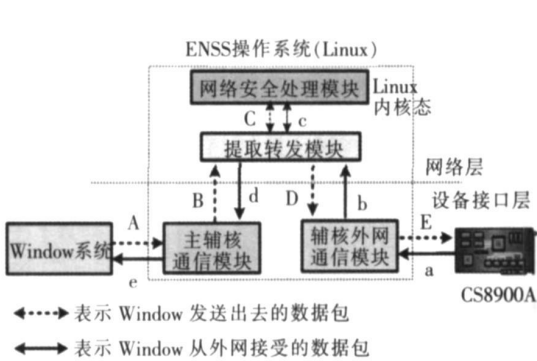 ENSS操作系统(Linux)
网络安全处理模块
Linux
内核态
C
c
提取转发模块
网络层
B
d
D
b
设备接口层
A
E
Window系统
主辅核
通信模块
辅核外网
通信模块
e
a
CS8900A
表示 Window 发送出去的数据包
表示 Window 从外网接受的数据包